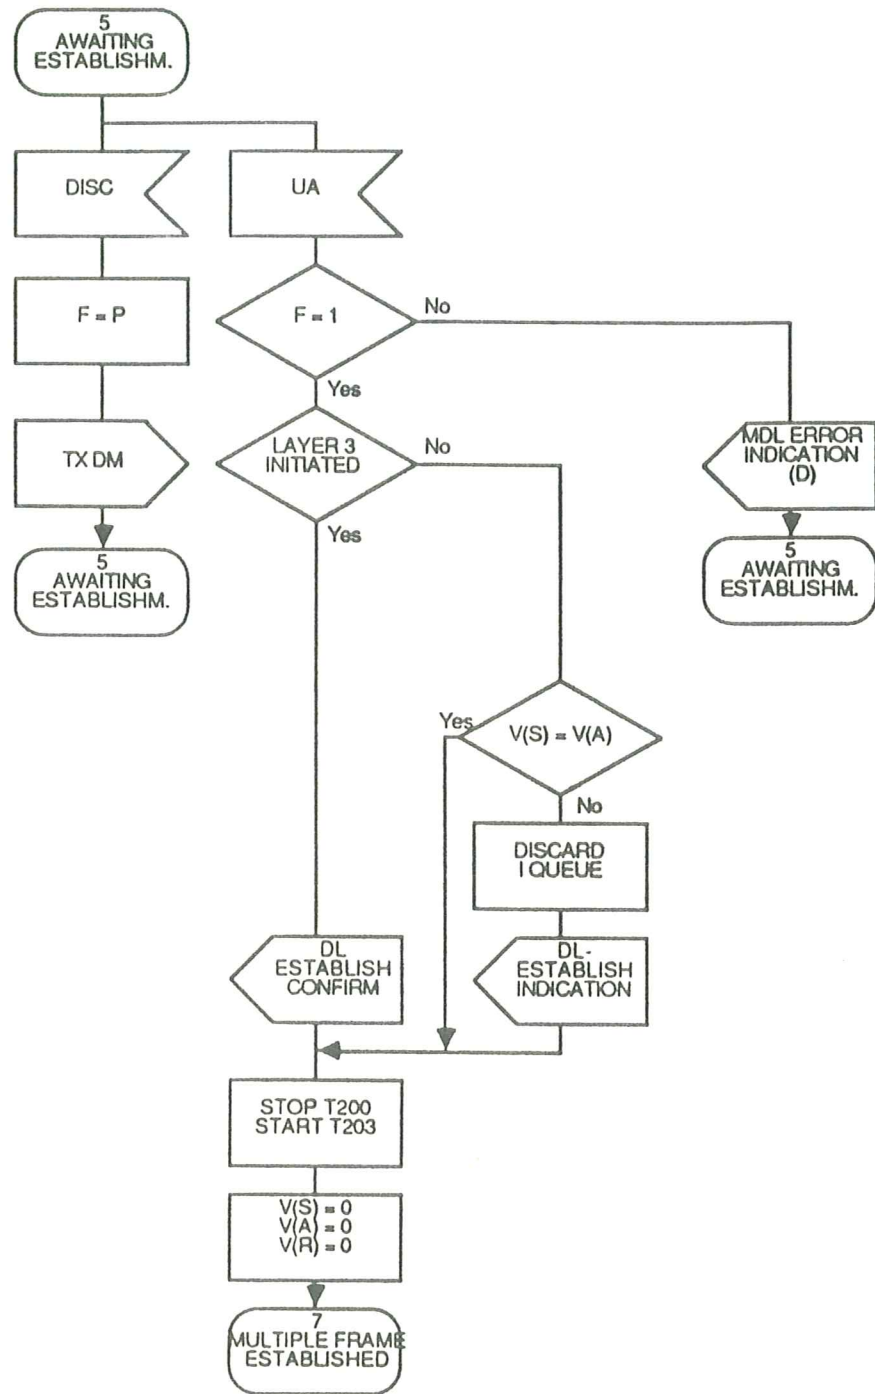 5
AWAITING
ESTABLISHM.
DISC
UA
F = P
F = 1
No
Yes
TX DM
LAYER 3
INITIATED
No
Yes
MDL ERROR
INDICATION
(D)
5
AWAITING
ESTABLISHM.
5
AWAITING
ESTABLISHM.
Yes
V(S) = V(A)
No
DISCARD
I QUEUE
DL
ESTABLISH
CONFIRM
DL-
ESTABLISH
INDICATION
STOP T200
START T203
V(S) = 0
V(A) = 0
V(R) = 0
7
MULTIPLE FRAME
ESTABLISHED